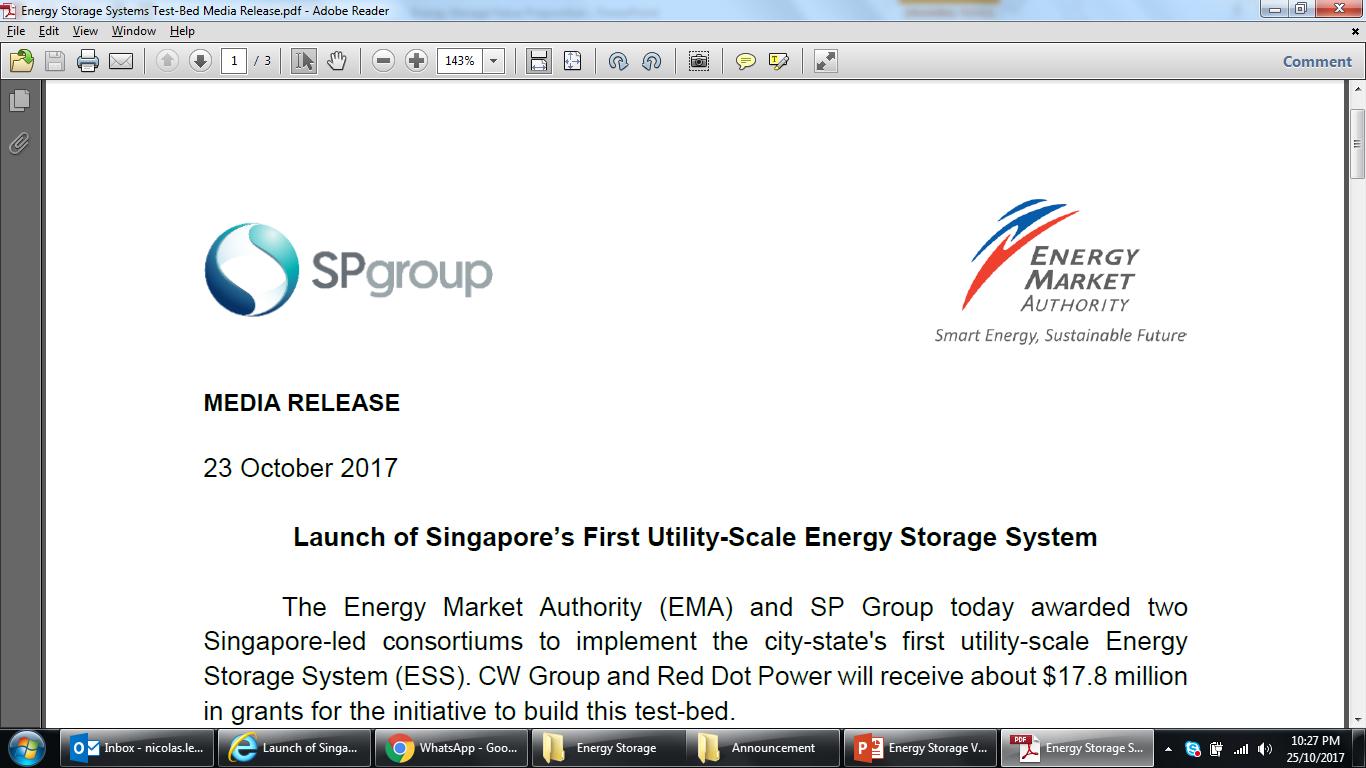 Energy Storage Systems Test-Bed Media Release.pdf - Adobe Reader
File Edit View Window Help
1 / 3 143% Comment
SPgroup
ENERGY
MARKET
AUTHORITY
Smart Energy, Sustainable Future
MEDIA RELEASE
23 October 2017
Launch of Singapore’s First Utility-Scale Energy Storage System
The Energy Market Authority (EMA) and SP Group today awarded two
Singapore-led consortiums to implement the city-state's first utility-scale Energy
Storage System (ESS). CW Group and Red Dot Power will receive about $17.8 million
in grants for the initiative to build this test-bed.
Inbox - nicolas.le... Launch of Singa... WhatsApp - Goo... Energy Storage Announcement Energy Storage V... Energy Storage S... 10:27 PM
25/10/2017